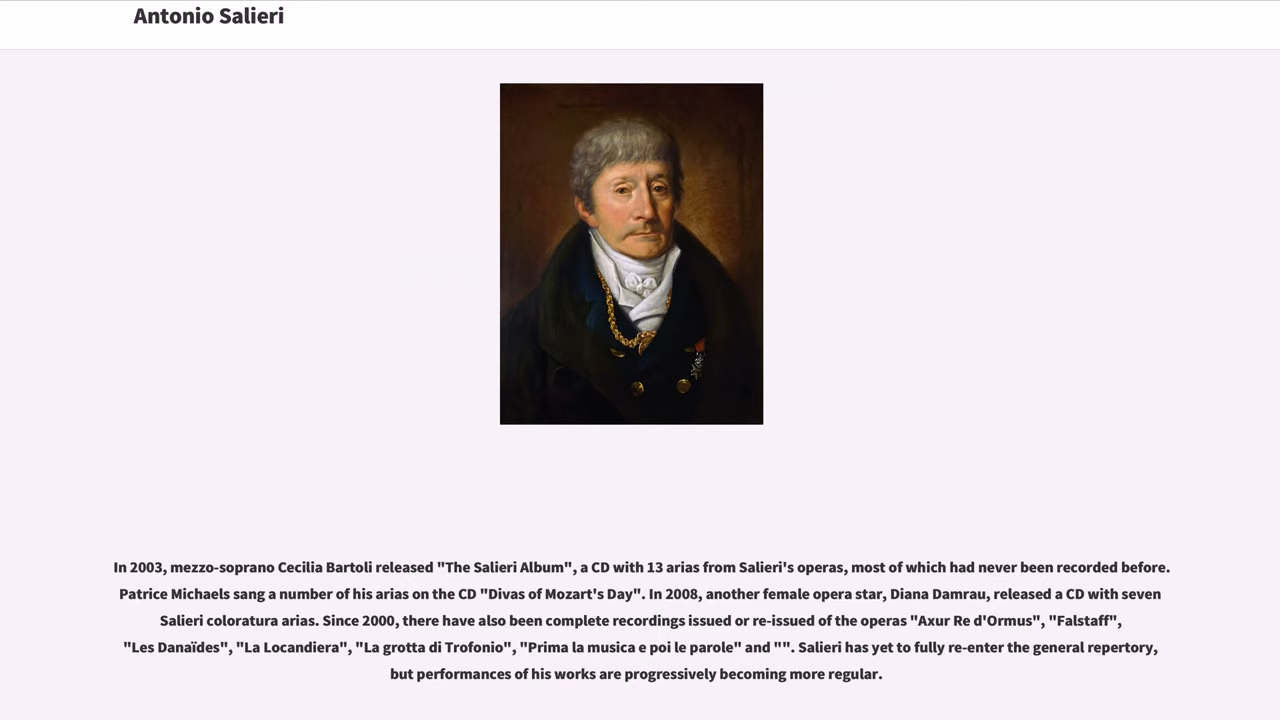 Antonio Salieri
In 2003, mezzo-soprano Cecilia Bartoli released "The Salieri Album", a CD with 13 arias from Salieri's operas, most of which had never been recorded before.
Patrice Michaels sang a number of his arias on the CD "Divas of Mozart's Day". In 2008, another female opera star, Diana Damrau, released a CD with seven
Salieri coloratura arias. Since 2000, there have also been complete recordings issued or re-issued of the operas "Axur Re d'Ormus", "Falstaff",
"Les Danaïdes", "La Locandiera", "La grotta di Trofonio", "Prima la musica e poi le parole" and "". Salieri has yet to fully re-enter the general repertory,
but performances of his works are progressively becoming more regular.